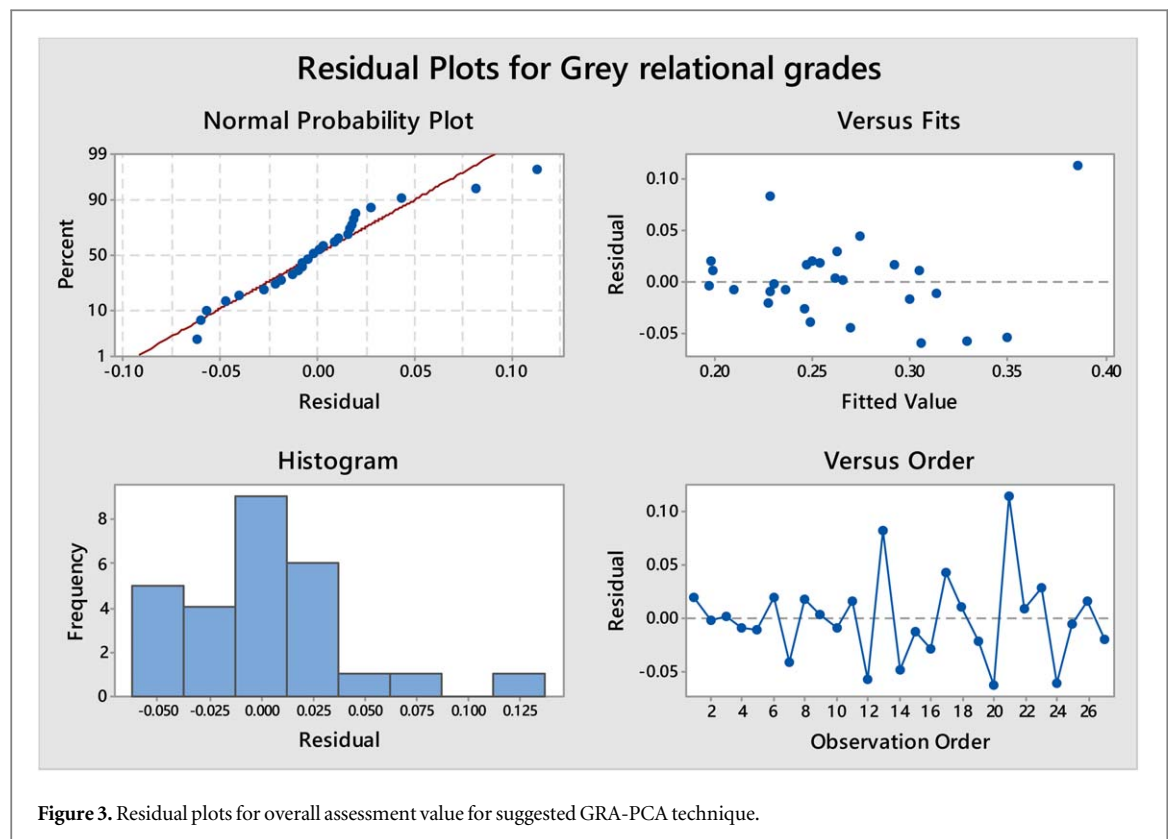 Residual Plots for Grey relational grades
Normal Probability Plot
99
90
50
10
1
Percent
-0.10 -0.05 0.00 0.05 0.10
Residual
Versus Fits
0.10
0.05
0.00
-0.05
Residual
0.20 0.25 0.30 0.35 0.40
Fitted Value
Histogram
8
6
4
2
0
Frequency
-0.050 -0.025 0.000 0.025 0.050 0.075 0.100 0.125
Residual
Versus Order
0.10
0.05
0.00
-0.05
Residual
2 4 6 8 10 12 14 16 18 20 22 24 26
Observation Order
Figure 3. Residual plots for overall assessment value for suggested GRA-PCA technique.